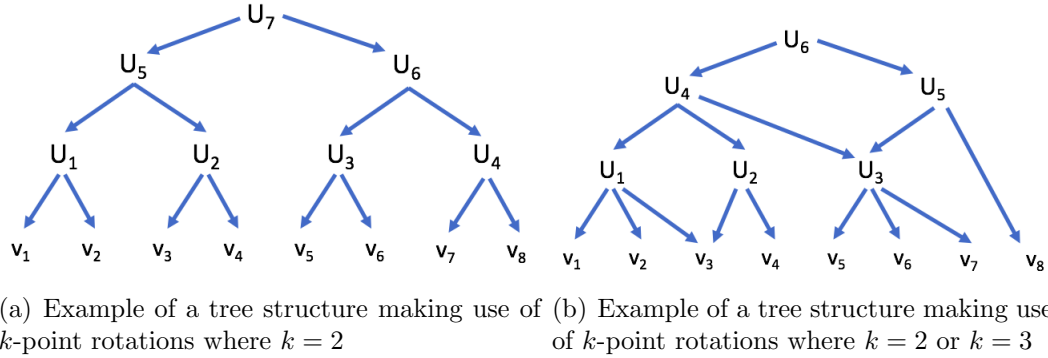 U₇
U₅ U₆
U₁ U₂ U₃ U₄
v₁ v₂ v₃ v₄ v₅ v₆ v₇ v₈
(a) Example of a tree structure making use of
k-point rotations where k = 2
U₆
U₄ U₅
U₁ U₂ U₃
v₁ v₂ v₃ v₄ v₅ v₆ v₇ v₈
(b) Example of a tree structure making use
of k-point rotations where k = 2 or k = 3